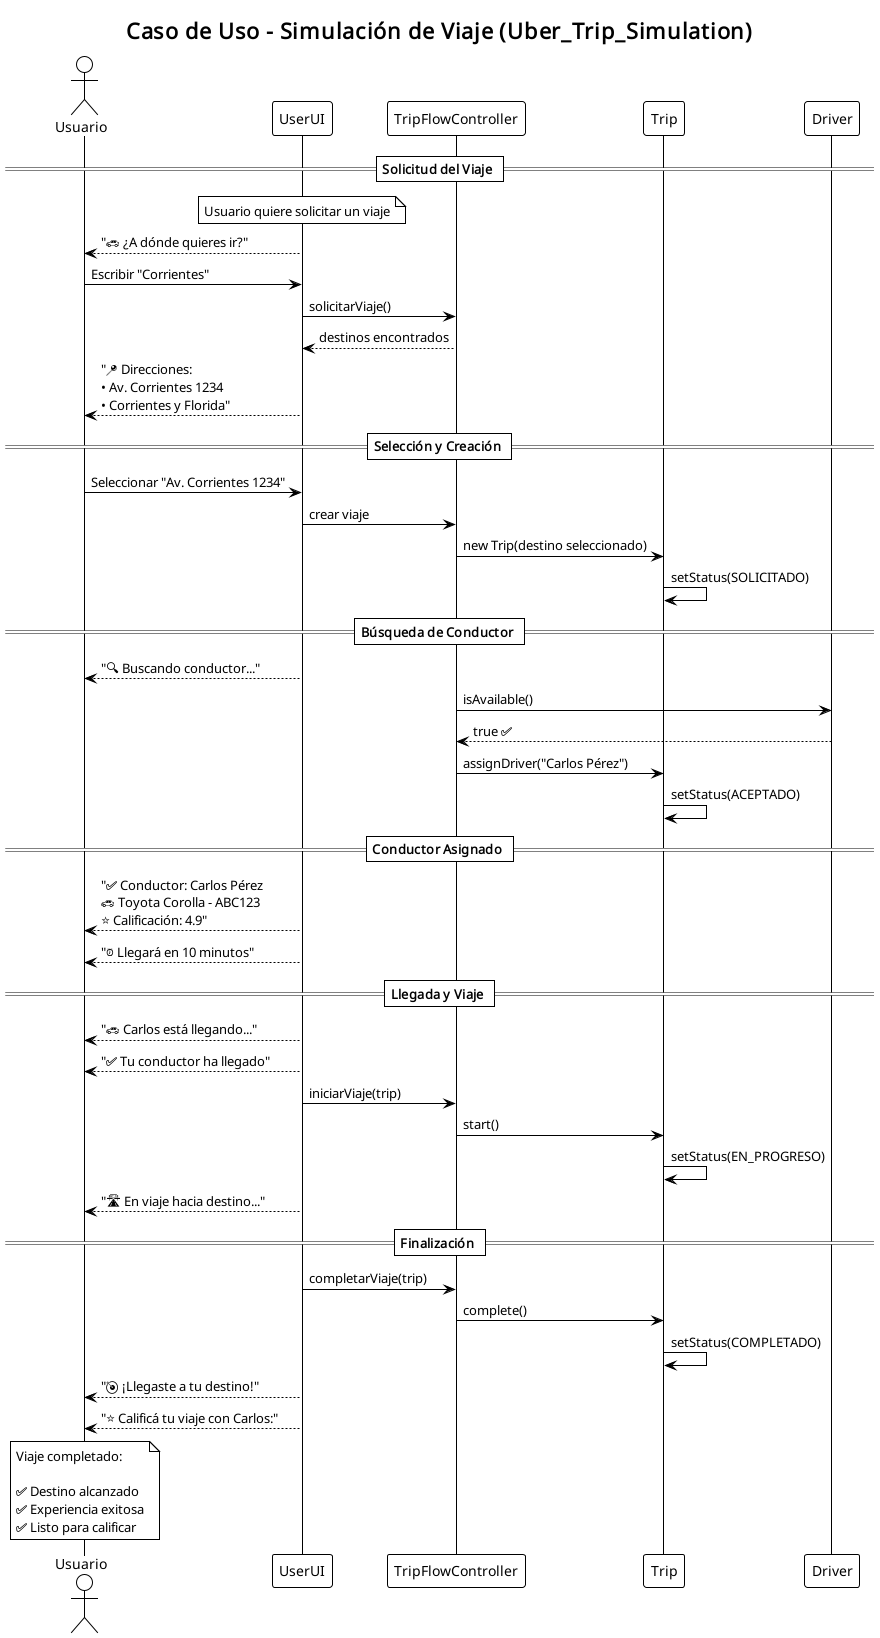 Caso de Uso - Simulación de Viaje (Uber_Trip_Simulation)
Usuario
UserUI
TripFlowController
Trip
Driver
Solicitud del Viaje
Usuario quiere solicitar un viaje
"🚗 ¿A dónde quieres ir?"
Escribir "Corrientes"
solicitarViaje()
destinos encontrados
"📍 Direcciones:
• Av. Corrientes 1234
• Corrientes y Florida"
Selección y Creación
Seleccionar "Av. Corrientes 1234"
crear viaje
new Trip(destino seleccionado)
setStatus(SOLICITADO)
Búsqueda de Conductor
"🔍 Buscando conductor..."
isAvailable()
true ✅
assignDriver("Carlos Pérez")
setStatus(ACEPTADO)
Conductor Asignado
"✅ Conductor: Carlos Pérez
🚗 Toyota Corolla - ABC123
⭐ Calificación: 4.9"
"⏰ Llegará en 10 minutos"
Llegada y Viaje
"🚗 Carlos está llegando..."
"✅ Tu conductor ha llegado"
iniciarViaje(trip)
start()
setStatus(EN_PROGRESO)
"🛣 En viaje hacia destino..."
Finalización
completarViaje(trip)
complete()
setStatus(COMPLETADO)
"🎯 ¡Llegaste a tu destino!"
"⭐ Calificá tu viaje con Carlos:"
Viaje completado:
✅ Destino alcanzado
✅ Experiencia exitosa
✅ Listo para calificar
Usuario
UserUI
TripFlowController
Trip
Driver